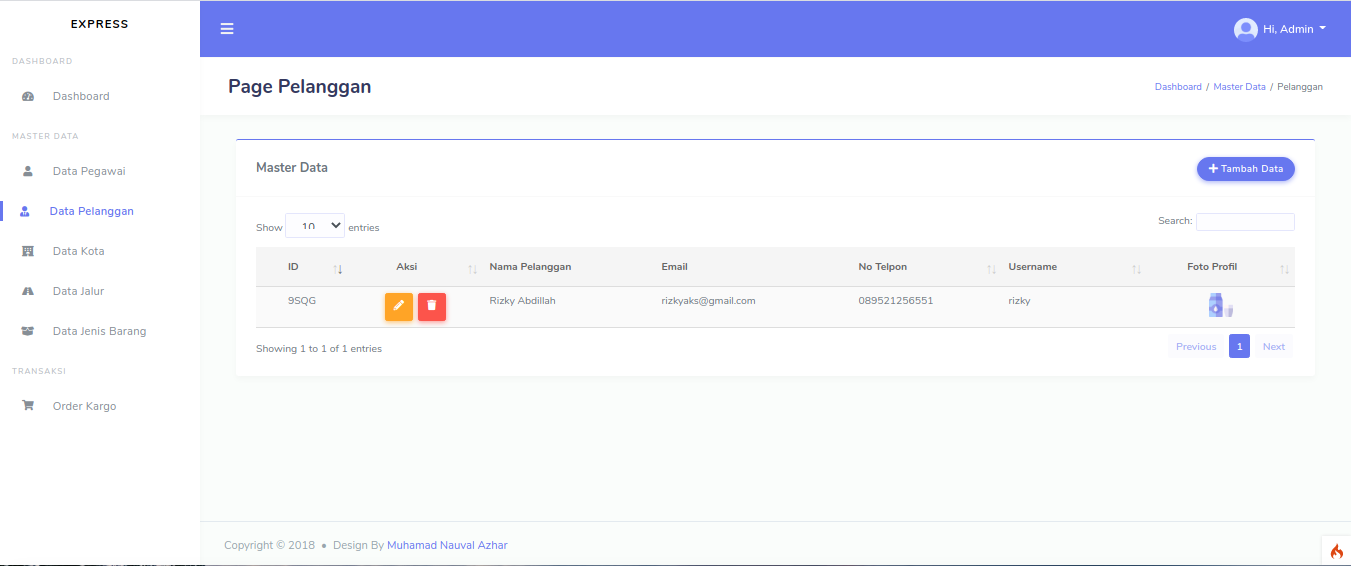 EXPRESS
Hi, Admin
DASHBOARD
Dashboard
MASTER DATA
Data Pegawai
Data Pelanggan
Data Kota
Data Jalur
Data Jenis Barang
TRANSAKSI
Order Kargo
Page Pelanggan
Dashboard / Master Data / Pelanggan
Master Data
Tambah Data
Show 10 entries
Search:
ID Aksi Nama Pelanggan Email No Telpon Username Foto Profil
9SQG Rizky Abdillah rizkyaks@gmail.com 089521256551 rizky
Showing 1 to 1 of 1 entries
Previous 1 Next
Copyright © 2018 • Design By Muhamad Nauval Azhar